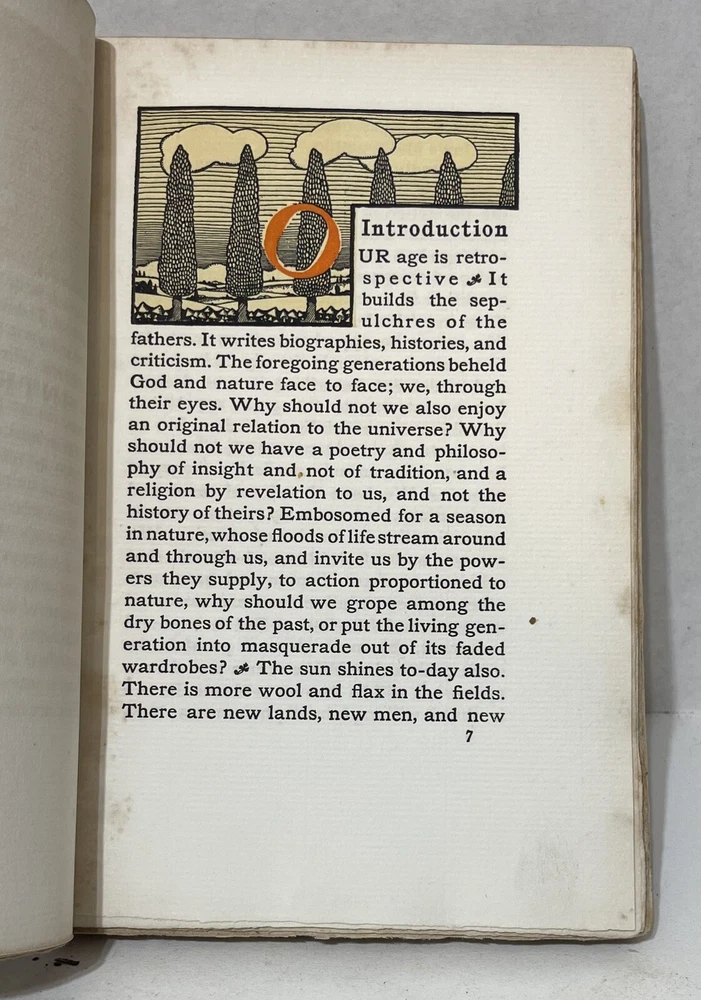 Introduction
OUR age is retro-
spective It
builds the sep-
ulchres of the
fathers. It writes biographies, histories, and
criticism. The foregoing generations beheld
God and nature face to face; we, through
their eyes. Why should not we also enjoy
an original relation to the universe? Why
should not we have a poetry and philoso-
phy of insight and not of tradition, and a
religion by revelation to us, and not the
history of theirs? Embosomed for a season
in nature, whose floods of life stream around
and through us, and invite us by the pow-
ers they supply, to action proportioned to
nature, why should we grope among the
dry bones of the past, or put the living gen-
eration into masquerade out of its faded
wardrobes? The sun shines to-day also.
There is more wool and flax in the fields.
There are new lands, new men, and new
7